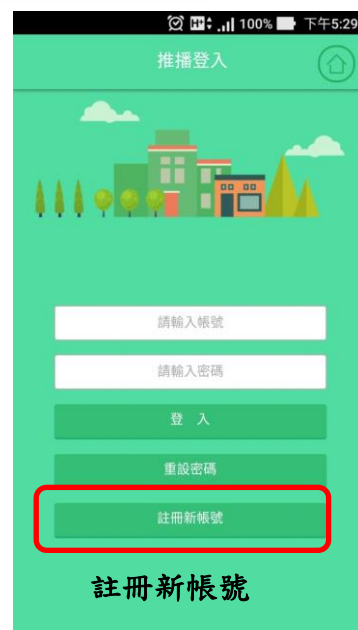 H+ 100% 下午5:29
推播登入
請輸入帳號
請輸入密碼
登 入
重設密碼
註冊新帳號
註冊新帳號